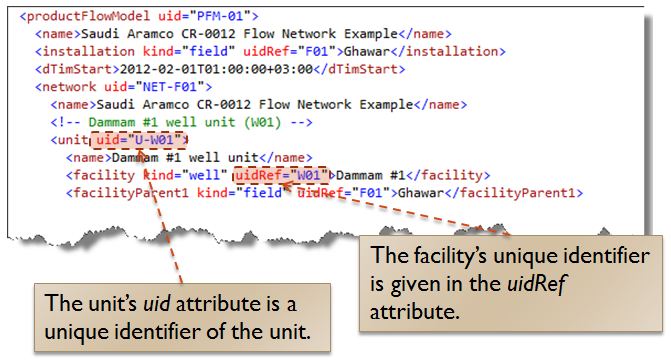 <productFlowModel uid="PFM-01">
<name>Saudi Aramco CR-0012 Flow Network Example</name>
<installation kind="field" uidRef="F01">Ghawar</installation>
<dTimStart>2012-02-01T01:00:00+03:00</dTimStart>
<network uid="NET-F01">
<name>Saudi Aramco CR-0012 Flow Network Example</name>
<!-- Dammam #1 well unit (W01) -->
<unit uid="U-W01">
<name>Dammam #1 well unit</name>
<facility kind="well" uidRef="W01">Dammam #1</facility>
<facilityParent1 kind="field" uidRef="F01">Ghawar</facilityParent1>
The facility's unique identifier
is given in the uidRef
attribute.
The unit's uid attribute is a
unique identifier of the unit.